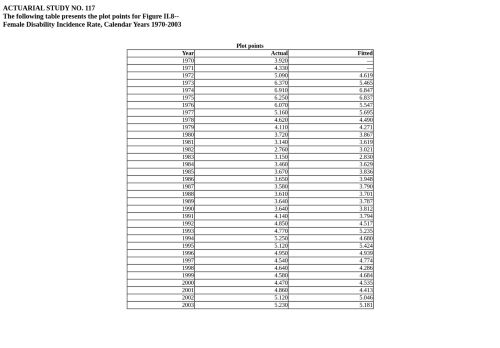 ACTUARIAL STUDY NO. 117
The following table presents the plot points for Figure II.8--
Female Disability Incidence Rate, Calendar Years 1970-2003
Plot points
Year Actual Fitted
1970 3.920 —
1971 4.330 —
1972 5.090 4.619
1973 6.370 5.465
1974 6.910 6.847
1975 6.250 6.837
1976 6.070 5.547
1977 5.160 5.695
1978 4.620 4.490
1979 4.110 4.271
1980 3.720 3.867
1981 3.140 3.619
1982 2.760 3.021
1983 3.150 2.830
1984 3.460 3.629
1985 3.670 3.836
1986 3.650 3.948
1987 3.580 3.790
1988 3.610 3.701
1989 3.640 3.787
1990 3.640 3.812
1991 4.140 3.794
1992 4.850 4.517
1993 4.770 5.235
1994 5.250 4.680
1995 5.120 5.424
1996 4.950 4.939
1997 4.540 4.774
1998 4.640 4.286
1999 4.580 4.684
2000 4.470 4.535
2001 4.860 4.413
2002 5.120 5.046
2003 5.230 5.181